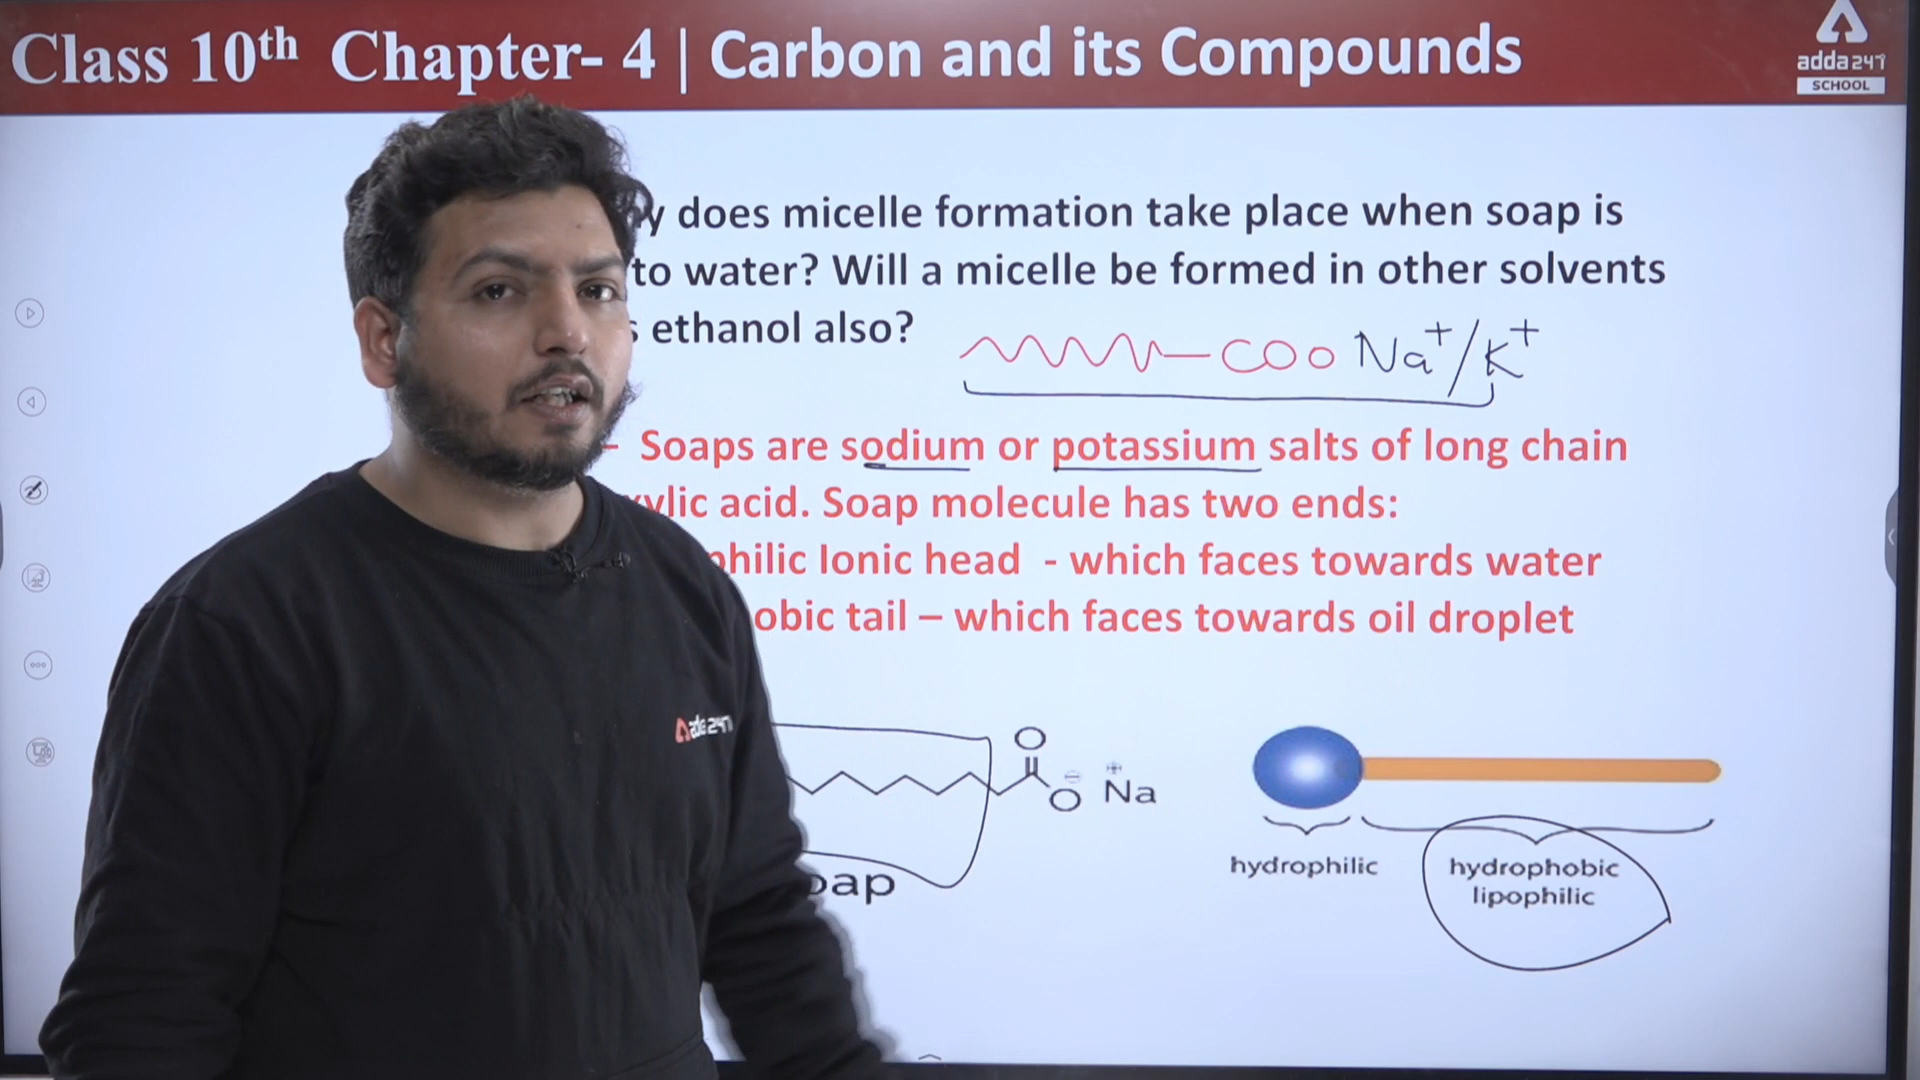 Class 10th Chapter- 4 | Carbon and its Compounds
adda247
SCHOOL
does micelle formation take place when soap is
to water? Will a micelle be formed in other solvents
ethanol also?
COO Na+/K+
- Soaps are sodium or potassium salts of long chain
acid. Soap molecule has two ends:
Ionic head - which faces towards water
tail – which faces towards oil droplet
adda247
O
O Na
hydrophilic
hydrophobic
lipophilic